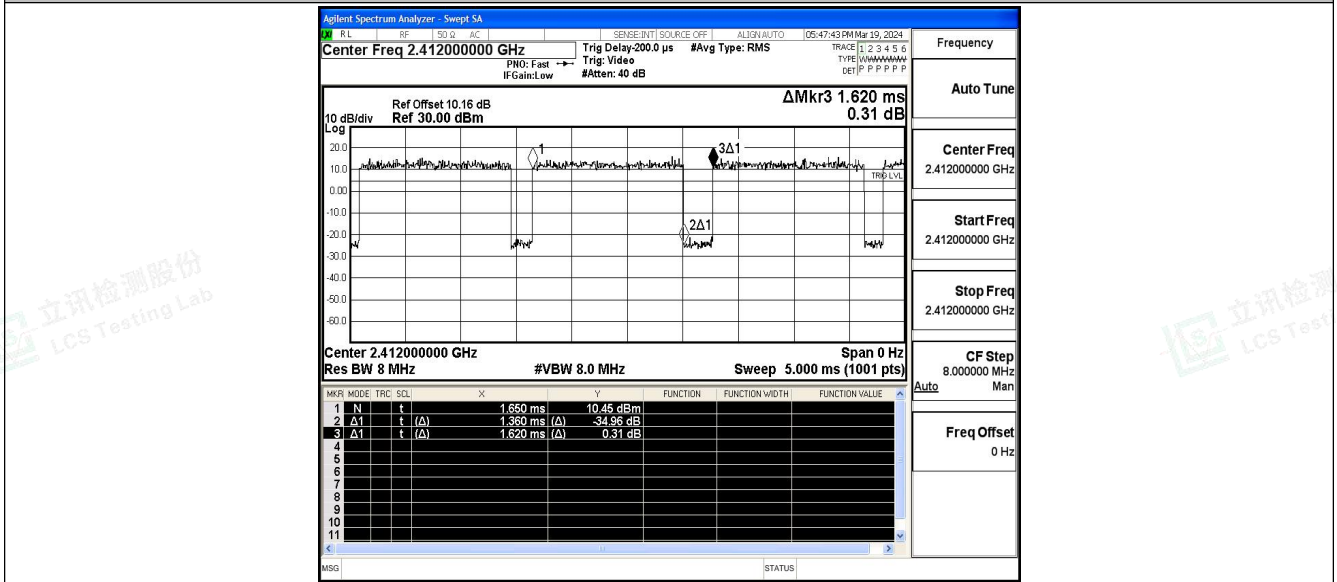 Agilent Spectrum Analyzer - Swept SA
LXI RL RF 50 Ω AC SENSE:INT SOURCE OFF ALIGN AUTO 05:47:43 PM Mar 19, 2024
Center Freq 2.412000000 GHz
PNO: Fast
IFGain:Low
Trig Delay-200.0 µs
Trig: Video
#Atten: 40 dB
#Avg Type: RMS
TRACE 1 2 3 4 5 6
TYPE WWWWWW
DET P P P P P P
Frequency
Auto Tune
Center Freq
2.412000000 GHz
Start Freq
2.412000000 GHz
Stop Freq
2.412000000 GHz
CF Step
8.000000 MHz
Auto Man
Freq Offset
0 Hz
ΔMkr3 1.620 ms
0.31 dB
Ref Offset 10.16 dB
10 dB/div Ref 30.00 dBm
Log
20.0
10.0
0.00
-10.0
-20.0
-30.0
-40.0
-50.0
-60.0
1
3Δ1
2Δ1
TRIG LVL
Center 2.412000000 GHz Span 0 Hz
Res BW 8 MHz #VBW 8.0 MHz Sweep 5.000 ms (1001 pts)
MKR MODE TRC SCL X Y FUNCTION FUNCTION WIDTH FUNCTION VALUE
1 N t 1.650 ms 10.45 dBm
2 Δ1 t (Δ) 1.360 ms (Δ) -34.96 dB
3 Δ1 t (Δ) 1.620 ms (Δ) 0.31 dB
4
5
6
7
8
9
10
11
MSG STATUS
立讯检测股份
LCS Testing Lab
立讯检测
LCS Test